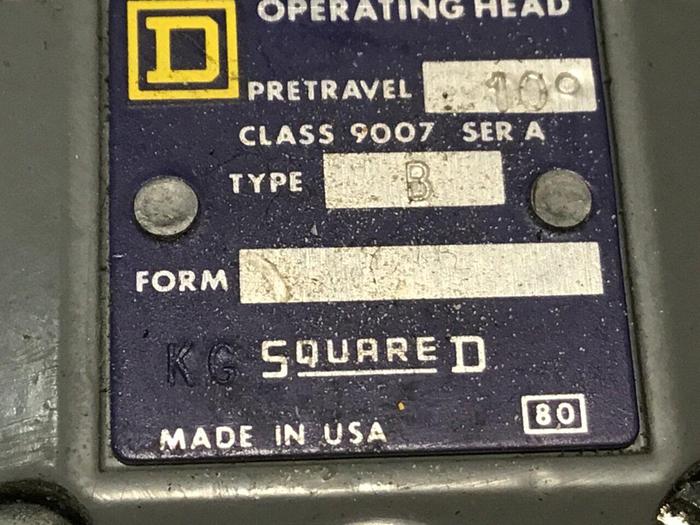 OPERATING HEAD
D
PRETRAVEL 10°
CLASS 9007 SER A
TYPE B
FORM
KG SQUARE D
80
MADE IN USA